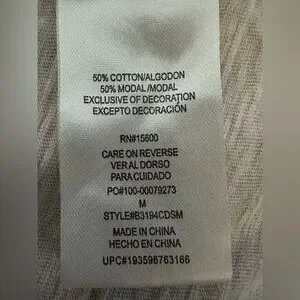 50% COTTON/ALGODON
50% MODAL/MODAL
EXCLUSIVE OF DECORATION
EXCEPTO DECORACIÓN
RN#15600
CARE ON REVERSE
VER AL DORSO
PARA CUIDADO
PO#100-00079273
M
STYLE#B3194CDSM
MADE IN CHINA
HECHO EN CHINA
UPC#193596763166